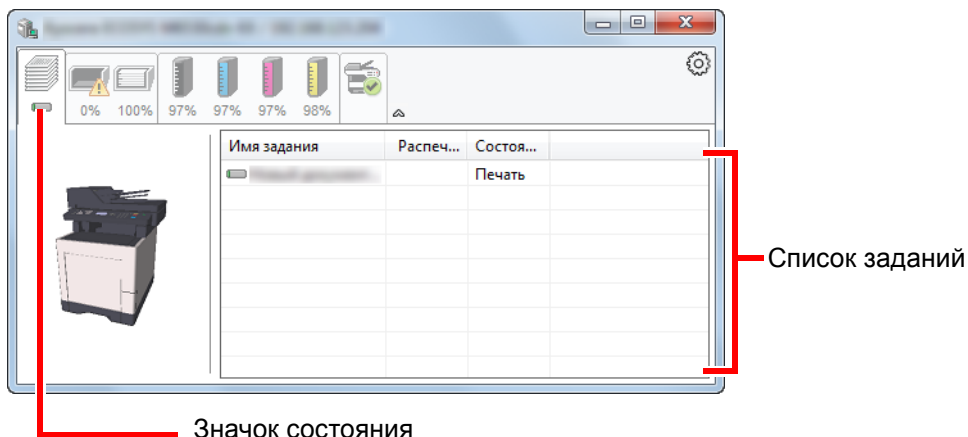 0% 100% 97% 97% 97% 98%
Имя задания Распеч... Состоя...
Печать
Список заданий
Значок состояния